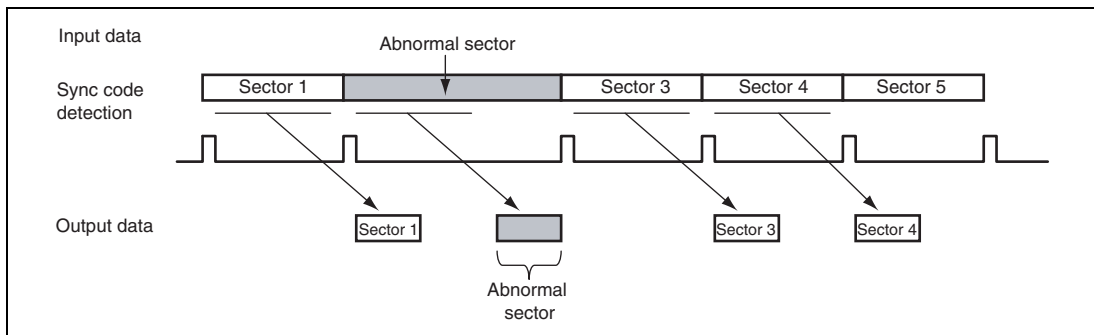 Input data
Abnormal sector
Sync code
detection
Sector 1
Sector 3
Sector 4
Sector 5
Output data
Sector 1
Sector 3
Sector 4
Abnormal
sector